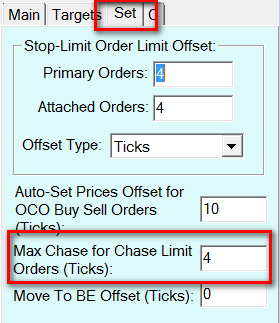 Main Targets Set
Stop-Limit Order Limit Offset:
Primary Orders: 4
Attached Orders: 4
Offset Type: Ticks
Auto-Set Prices Offset for
OCO Buy Sell Orders
(Ticks): 10
Max Chase for Chase Limit
Orders (Ticks): 4
Move To BE Offset (Ticks): 0